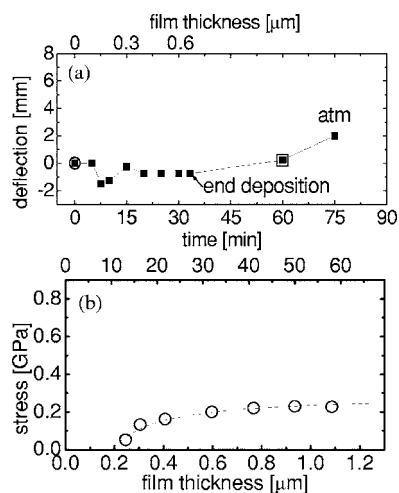 film thickness [μm]
0 0.3 0.6
(a)
deflection [mm]
8
6
4
2
0
-2
atm
end deposition
0 15 30 45 60 75 90
time [min]
0 10 20 30 40 50 60
(b)
stress [GPa]
0.8
0.6
0.4
0.2
0.0
0.0 0.2 0.4 0.6 0.8 1.0 1.2
film thickness [μm]